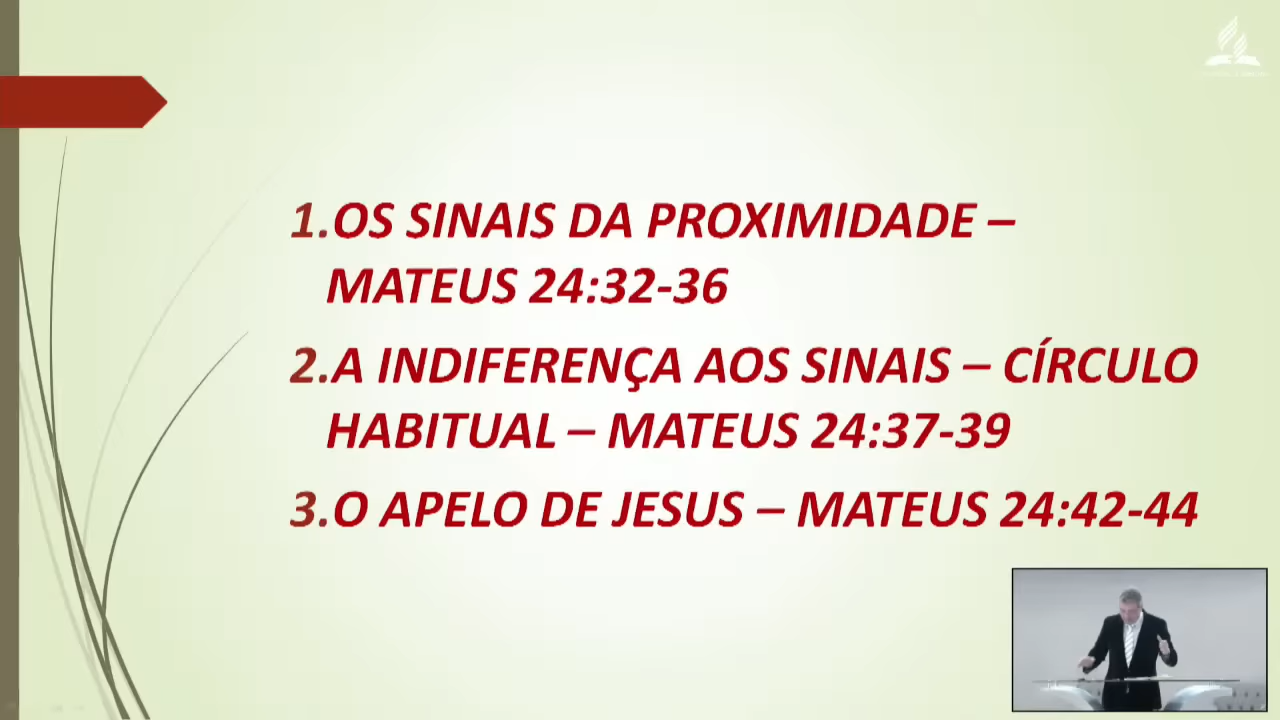 1.OS SINAIS DA PROXIMIDADE –
MATEUS 24:32-36
2.A INDIFERENÇA AOS SINAIS – CÍRCULO
HABITUAL – MATEUS 24:37-39
3.O APELO DE JESUS – MATEUS 24:42-44